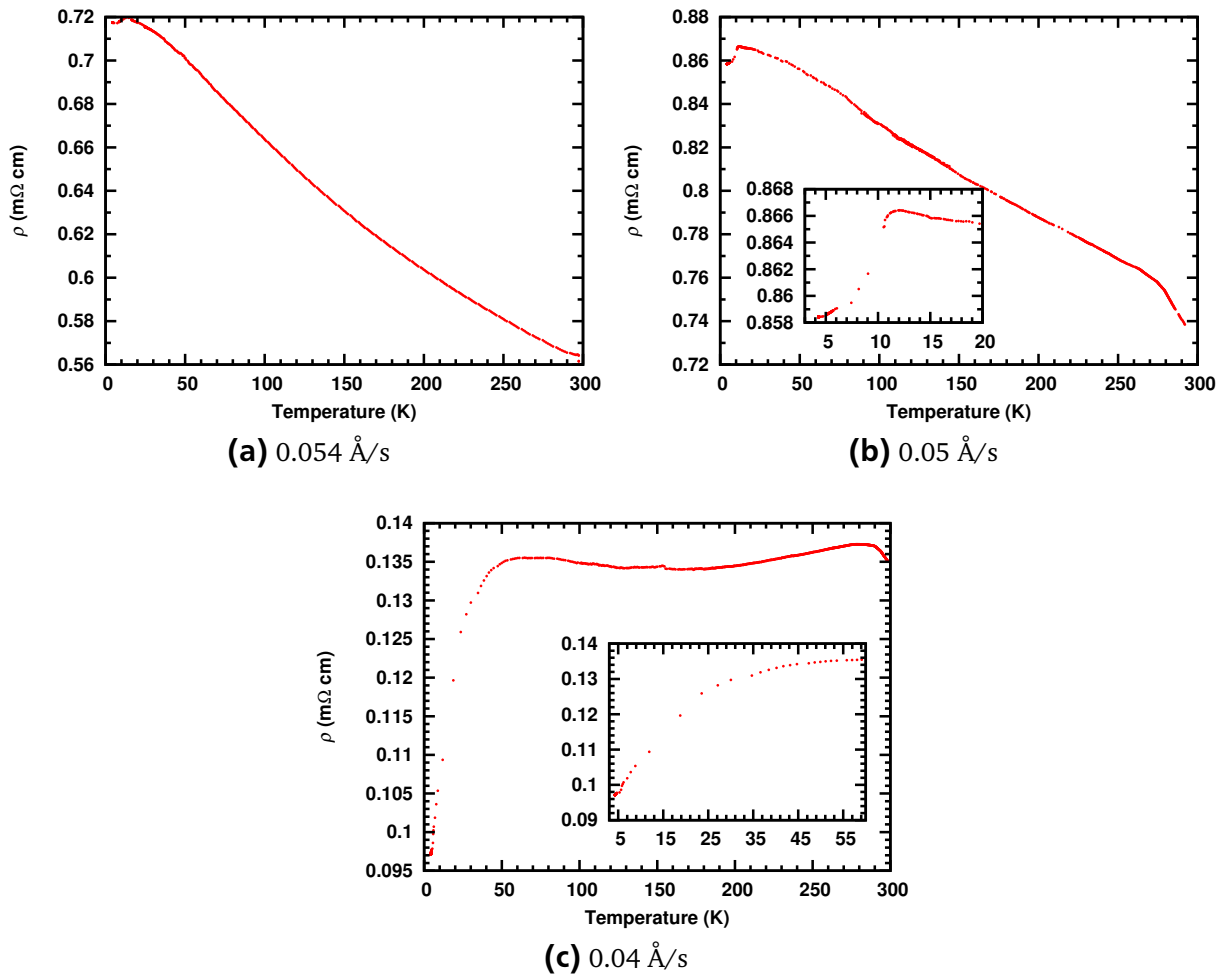 0.72
0.7
0.68
0.66
0.64
0.62
0.6
0.58
0.56
ρ (mΩ cm)
0 50 100 150 200 250 300
Temperature (K)
(a) 0.054 Å/s
0.88
0.86
0.84
0.82
0.8
0.78
0.76
0.74
0.72
ρ (mΩ cm)
0.868
0.866
0.864
0.862
0.86
0.858
5 10 15 20
0 50 100 150 200 250 300
Temperature (K)
(b) 0.05 Å/s
0.14
0.135
0.13
0.125
0.12
0.115
0.11
0.105
0.1
0.095
ρ (mΩ cm)
0.14
0.13
0.12
0.11
0.1
0.09
5 15 25 35 45 55
0 50 100 150 200 250 300
Temperature (K)
(c) 0.04 Å/s